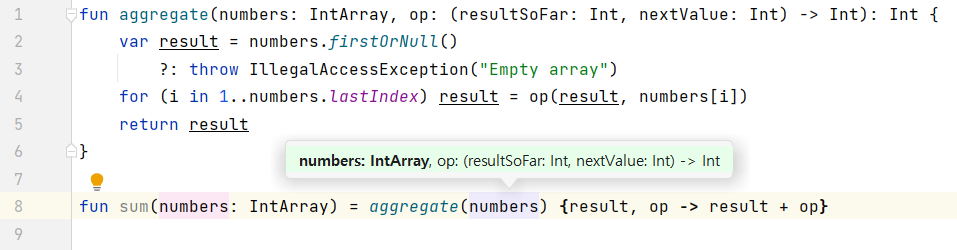 1 fun aggregate(numbers: IntArray, op: (resultSoFar: Int, nextValue: Int) -> Int): Int {
2 var result = numbers.firstOrNull()
3 ?: throw IllegalAccessException("Empty array")
4 for (i in 1..numbers.lastIndex) result = op(result, numbers[i])
5 return result
6 }
numbers: IntArray, op: (resultSoFar: Int, nextValue: Int) -> Int
7
8 fun sum(numbers: IntArray) = aggregate(numbers) {result, op -> result + op}
9